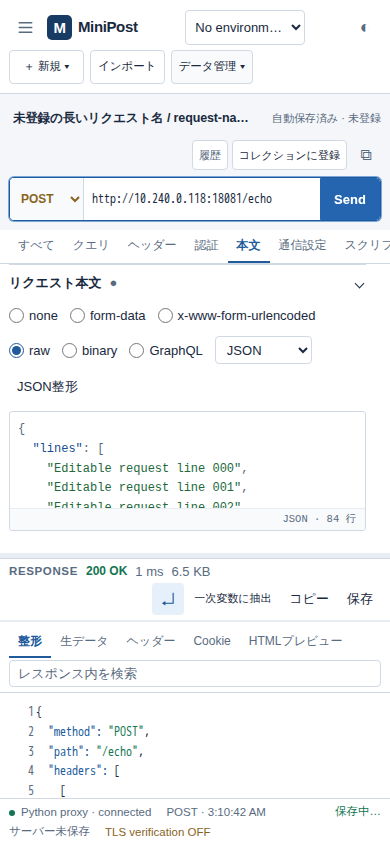 M MiniPost No environm…
＋ 新規 ▾ インポート データ管理 ▾
未登録の長いリクエスト名 / request-na… 自動保存済み · 未登録
履歴 コレクションに登録
POST http://10.240.0.118:18081/echo Send
すべて クエリ ヘッダー 認証 本文 通信設定 スクリプ
リクエスト本文
none form-data x-www-form-urlencoded
raw binary GraphQL JSON
JSON整形
{
"lines": [
"Editable request line 000",
"Editable request line 001",
"Editable request line 002",
JSON · 84 行
RESPONSE 200 OK 1 ms 6.5 KB
一次変数に抽出 コピー 保存
整形 生データ ヘッダー Cookie HTMLプレビュー
レスポンス内を検索
1 {
2 "method": "POST",
3 "path": "/echo",
4 "headers": [
5 [
Python proxy · connected POST · 3:10:42 AM 保存中…
サーバー未保存 TLS verification OFF